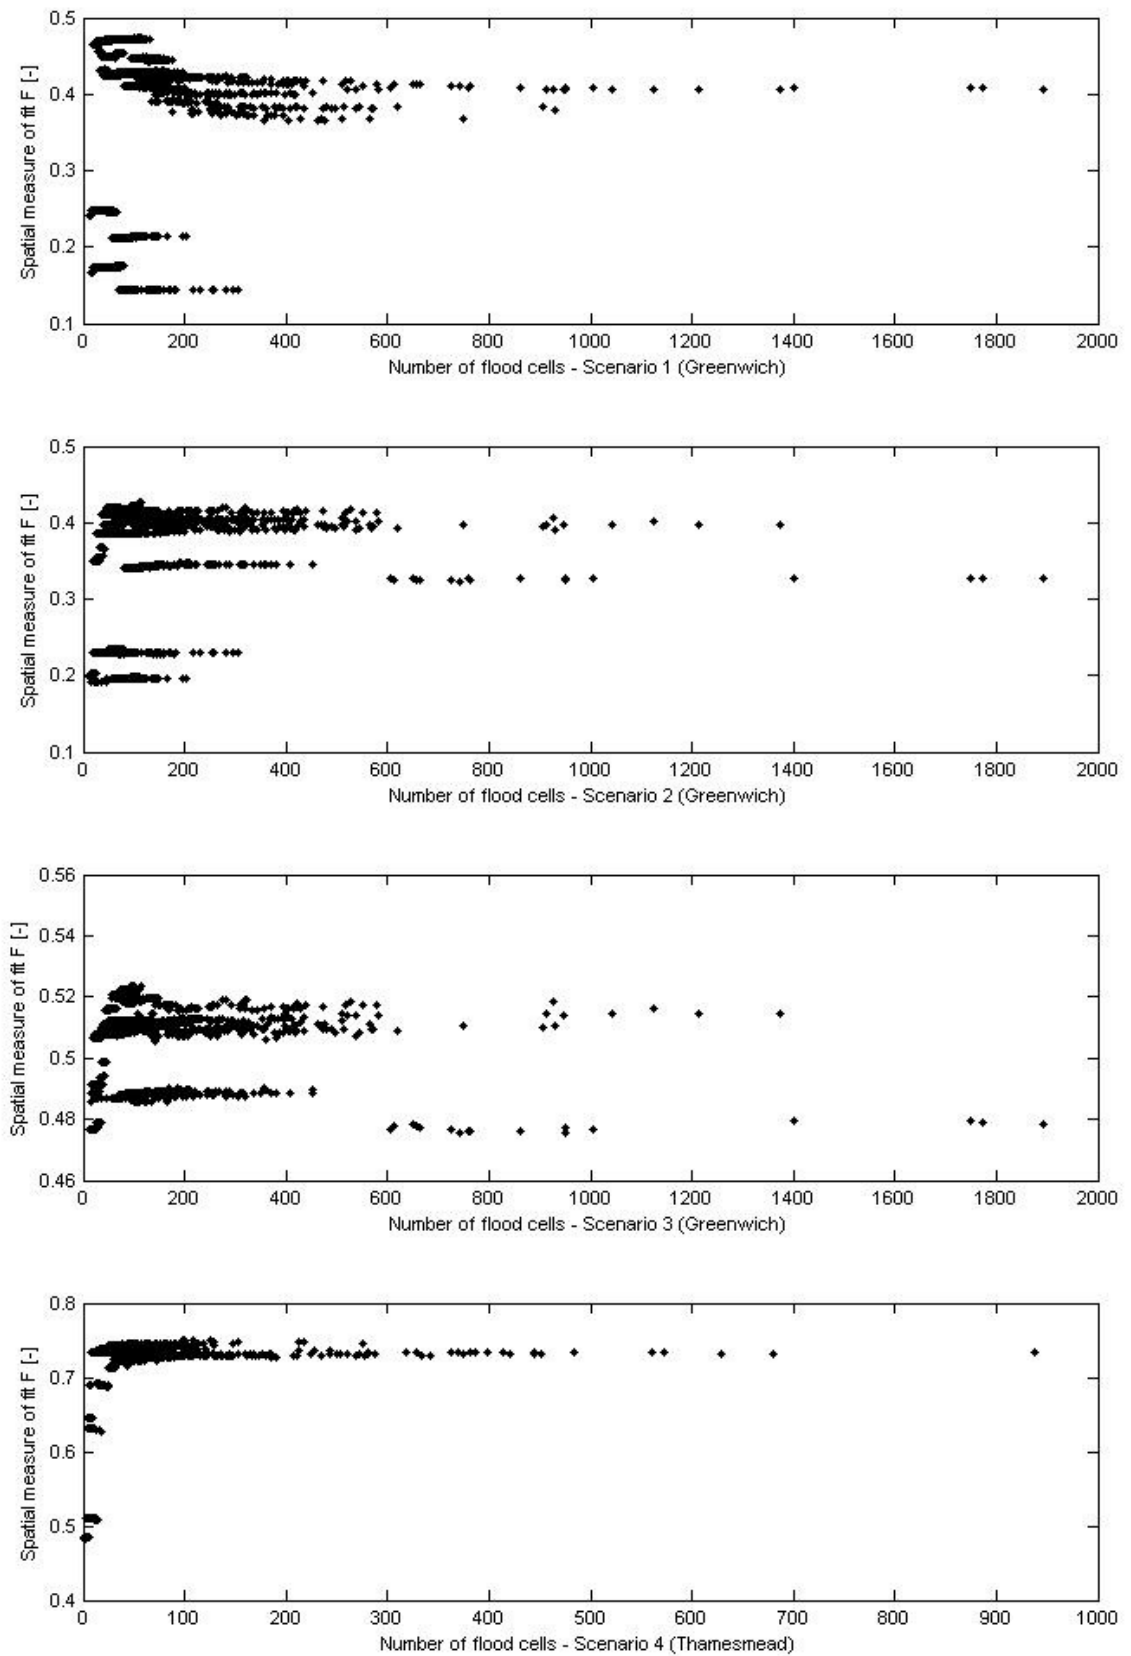 0.5
0.4
0.3
0.2
0.1
Spatial measure of fit F [-]
0 200 400 600 800 1000 1200 1400 1600 1800 2000
Number of flood cells - Scenario 1 (Greenwich)
0.5
0.4
0.3
0.2
0.1
Spatial measure of fit F [-]
0 200 400 600 800 1000 1200 1400 1600 1800 2000
Number of flood cells - Scenario 2 (Greenwich)
0.56
0.54
0.52
0.5
0.48
0.46
Spatial measure of fit F [-]
0 200 400 600 800 1000 1200 1400 1600 1800 2000
Number of flood cells - Scenario 3 (Greenwich)
0.8
0.7
0.6
0.5
0.4
Spatial measure of fit F [-]
0 100 200 300 400 500 600 700 800 900 1000
Number of flood cells - Scenario 4 (Thamesmead)